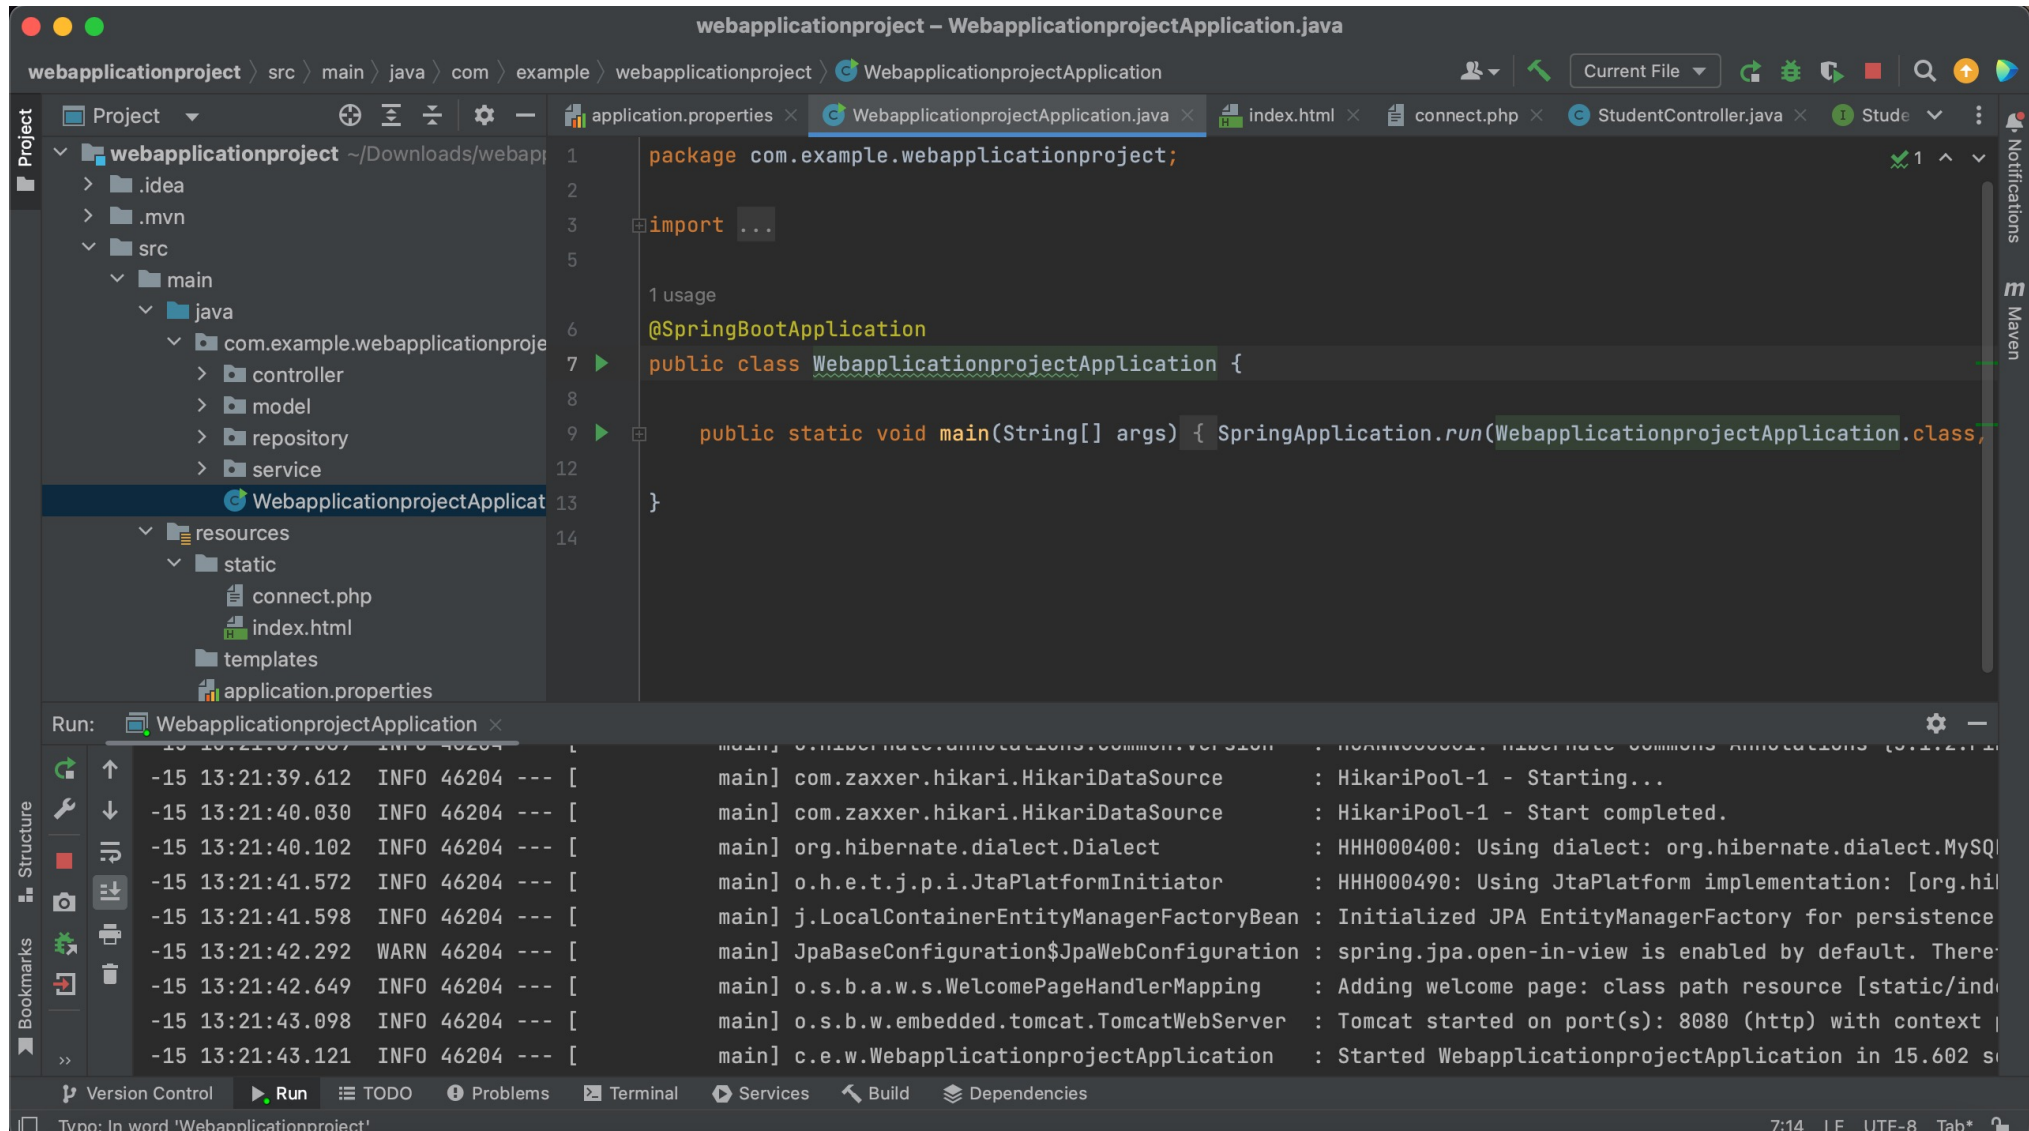 webapplicationproject – WebapplicationprojectApplication.java
webapplicationproject src main java com example webapplicationproject WebapplicationprojectApplication
Current File
Project
application.properties WebapplicationprojectApplication.java index.html connect.php StudentController.java Stude
Project
Notifications
Maven
webapplicationproject ~/Downloads/webapp
.idea
.mvn
src
main
java
com.example.webapplicationproje
controller
model
repository
service
WebapplicationprojectApplicat
resources
static
connect.php
index.html
templates
application.properties
1 package com.example.webapplicationproject;
1
2
3 import ...
5
1 usage
6 @SpringBootApplication
7 public class WebapplicationprojectApplication {
8
9 public static void main(String[] args) { SpringApplication.run(WebapplicationprojectApplication.class,
12
13 }
14
Run: WebapplicationprojectApplication
-15 13:21:39.612 INFO 46204 --- [ main] com.zaxxer.hikari.HikariDataSource : HikariPool-1 - Starting...
-15 13:21:40.030 INFO 46204 --- [ main] com.zaxxer.hikari.HikariDataSource : HikariPool-1 - Start completed.
-15 13:21:40.102 INFO 46204 --- [ main] org.hibernate.dialect.Dialect : HHH000400: Using dialect: org.hibernate.dialect.MySQ
-15 13:21:41.572 INFO 46204 --- [ main] o.h.e.t.j.p.i.JtaPlatformInitiator : HHH000490: Using JtaPlatform implementation: [org.hi
-15 13:21:41.598 INFO 46204 --- [ main] j.LocalContainerEntityManagerFactoryBean : Initialized JPA EntityManagerFactory for persistence
-15 13:21:42.292 WARN 46204 --- [ main] JpaBaseConfiguration$JpaWebConfiguration : spring.jpa.open-in-view is enabled by default. There
-15 13:21:42.649 INFO 46204 --- [ main] o.s.b.a.w.s.WelcomePageHandlerMapping : Adding welcome page: class path resource [static/ind
-15 13:21:43.098 INFO 46204 --- [ main] o.s.b.w.embedded.tomcat.TomcatWebServer : Tomcat started on port(s): 8080 (http) with context
-15 13:21:43.121 INFO 46204 --- [ main] c.e.w.WebapplicationprojectApplication : Started WebapplicationprojectApplication in 15.602 s
Structure
Bookmarks
Version Control Run TODO Problems Terminal Services Build Dependencies
Typo: In word 'Webapplicationproject' 7:14 LF UTF-8 Tab*